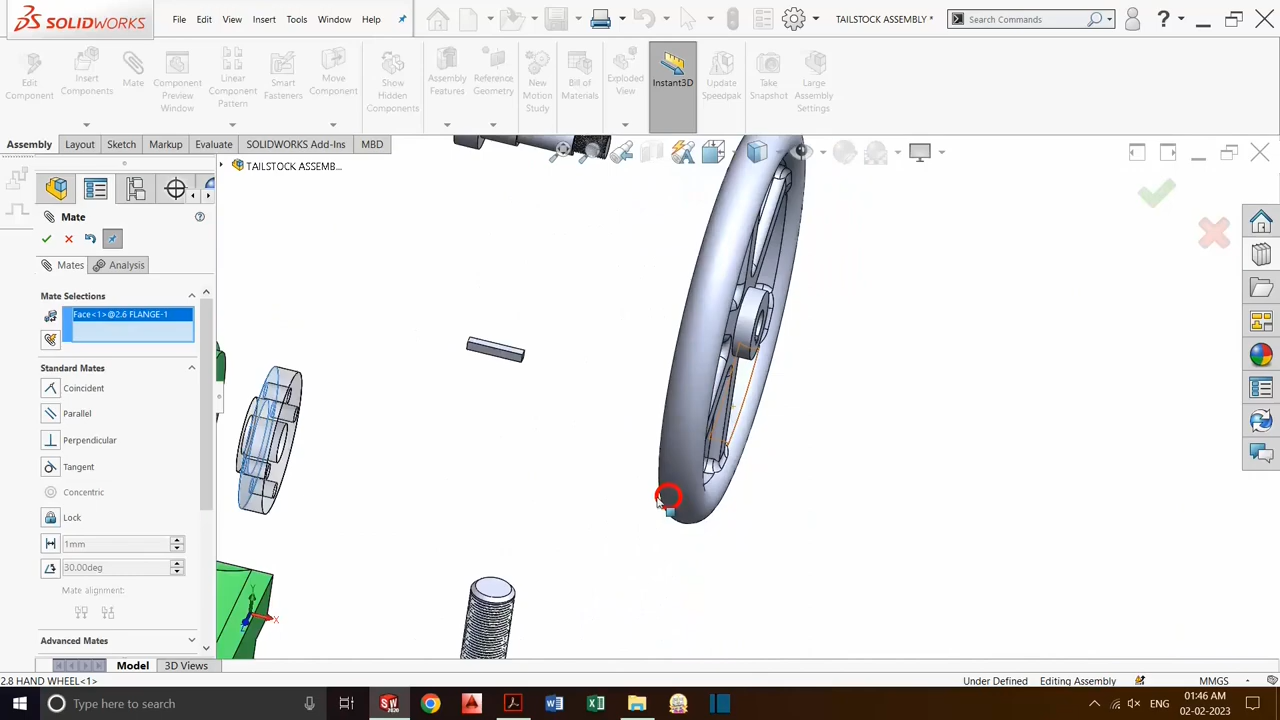 SOLIDWORKS File Edit View Insert Tools Window Help TAILSTOCK ASSEMBLY * Search Commands ?
Edit Component
Insert Components
Mate
Component Preview Window
Linear Component Pattern
Smart Fasteners
Move Component
Show Hidden Components
Assembly Features
Reference Geometry
New Motion Study
Bill of Materials
Exploded View
Instant3D
Update Speedpak
Take Snapshot
Large Assembly Settings
Assembly Layout Sketch Markup Evaluate SOLIDWORKS Add-Ins MBD
TAILSTOCK ASSEMB...
Mate
Mates Analysis
Mate Selections
Face<1>@2.6 FLANGE-1
Standard Mates
Coincident
Parallel
Perpendicular
Tangent
Concentric
Lock
1mm
30.00deg
Mate alignment:
Advanced Mates
Y
X
Z
Model 3D Views
2.8 HAND WHEEL<1> Under Defined Editing Assembly MMGS
Type here to search
SW
2020
ENG
01:46 AM
02-02-2023